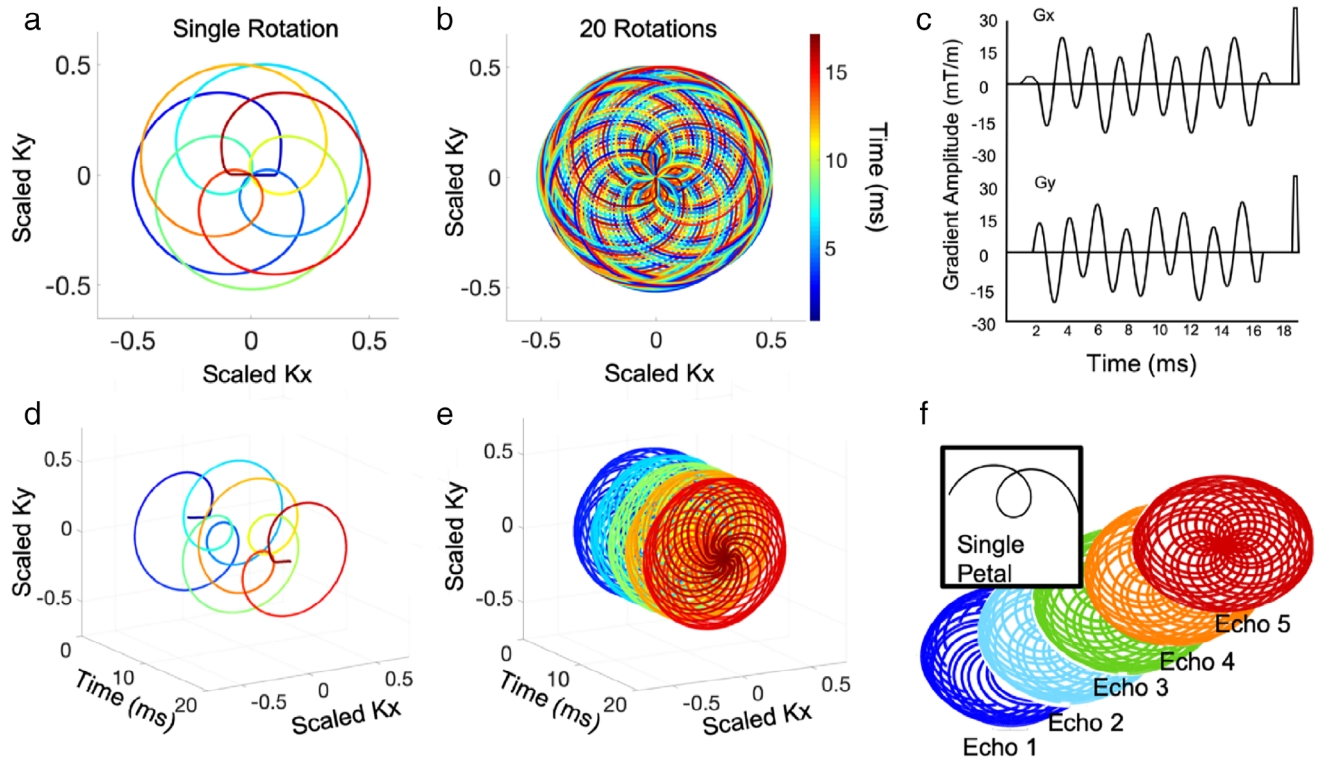 a
Single Rotation
0.5
0
-0.5
Scaled Ky
-0.5
0
0.5
Scaled Kx
b
20 Rotations
0.5
0
-0.5
Scaled Ky
-0.5
0
0.5
Scaled Kx
15
10
5
Time (ms)
c
Gx
30
15
0
-15
-30
Gy
30
15
0
-15
-30
Gradient Amplitude (mT/m)
2 4 6 8 10 12 14 16 18
Time (ms)
d
0.5
0
-0.5
Scaled Ky
0
10
20
Time (ms)
-0.5
0
0.5
Scaled Kx
e
0.5
0
-0.5
Scaled Ky
0
10
20
Time (ms)
-0.5
0
0.5
Scaled Kx
f
Single
Petal
Echo 5
Echo 4
Echo 3
Echo 2
Echo 1